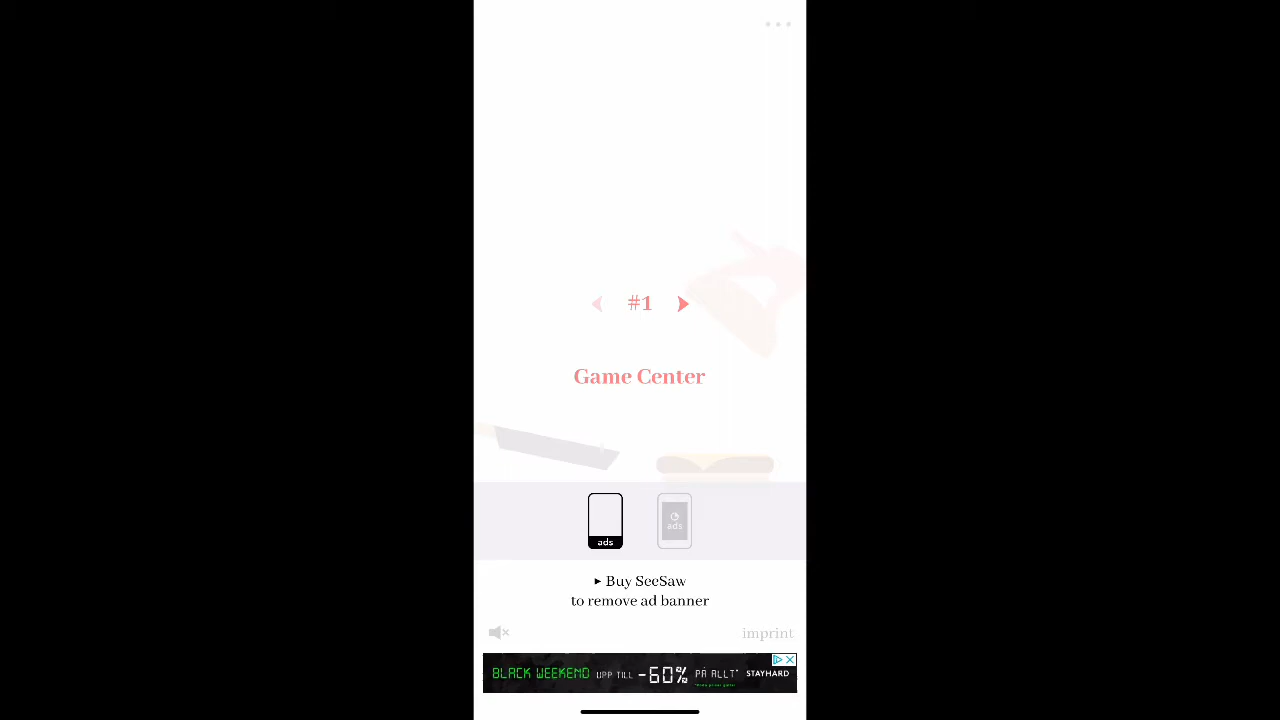 #1
Game Center
ads
ads
▸ Buy SeeSaw
to remove ad banner
imprint
BLACK WEEKEND UPP TILL -60% PÅ ALLT* STAYHARD